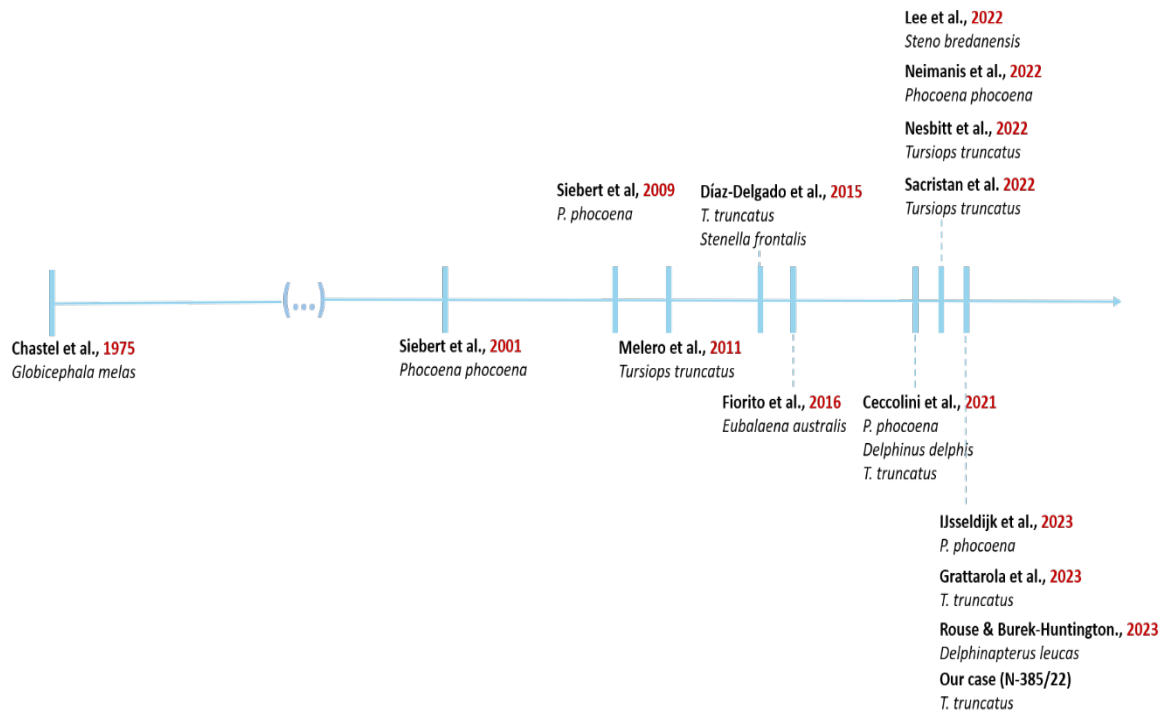 Lee et al., 2022
Steno bredanensis
Neimanis et al., 2022
Phocoena phocoena
Nesbitt et al., 2022
Tursiops truncatus
Sacristan et al. 2022
Tursiops truncatus
Siebert et al, 2009
P. phocoena
Díaz-Delgado et al., 2015
T. truncatus
Stenella frontalis
(...)
Chastel et al., 1975
Globicephala melas
Siebert et al., 2001
Phocoena phocoena
Melero et al., 2011
Tursiops truncatus
Fiorito et al., 2016
Eubalaena australis
Ceccolini et al., 2021
P. phocoena
Delphinus delphis
T. truncatus
IJsseldijk et al., 2023
P. phocoena
Grattarola et al., 2023
T. truncatus
Rouse & Burek-Huntington., 2023
Delphinapterus leucas
Our case (N-385/22)
T. truncatus